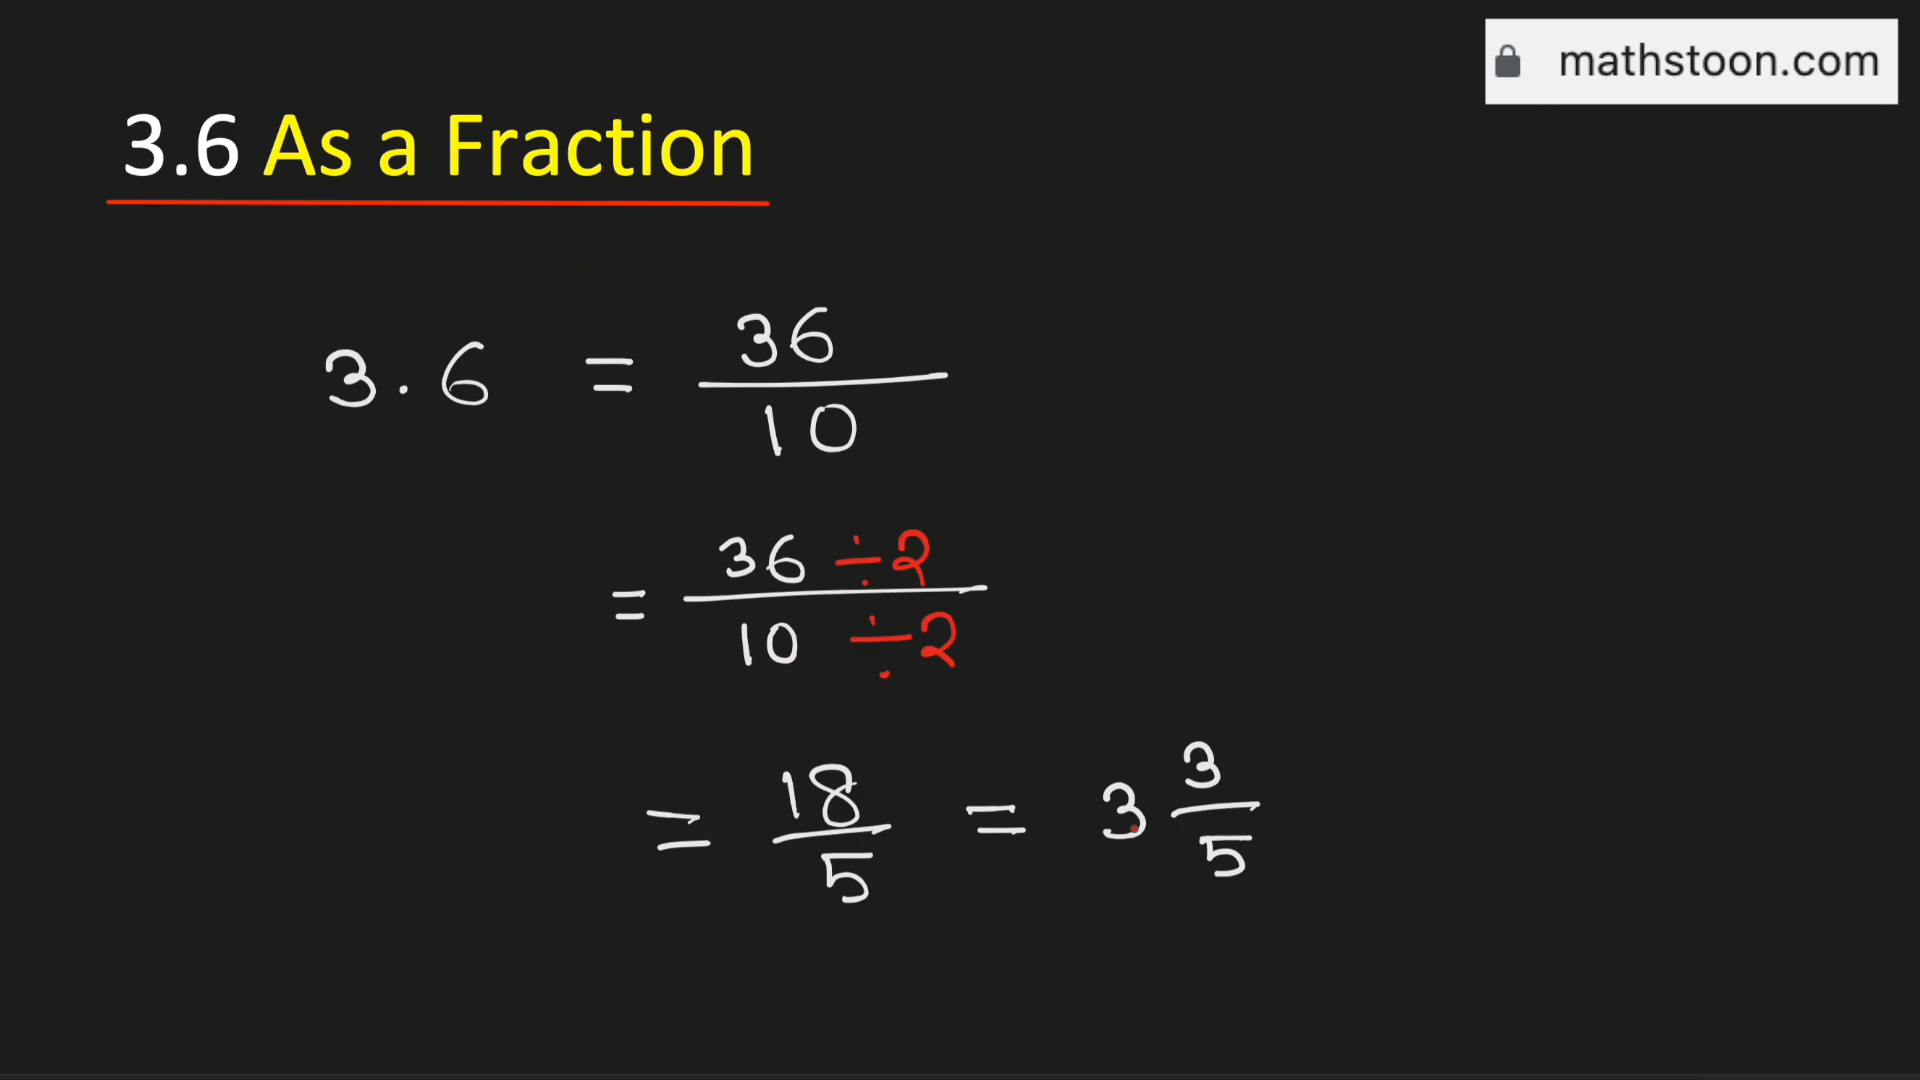 mathstoon.com
3.6 As a Fraction
3.6 = 36/10
= 36 ÷2/10 ÷2
= 18/5 = 3 3/5